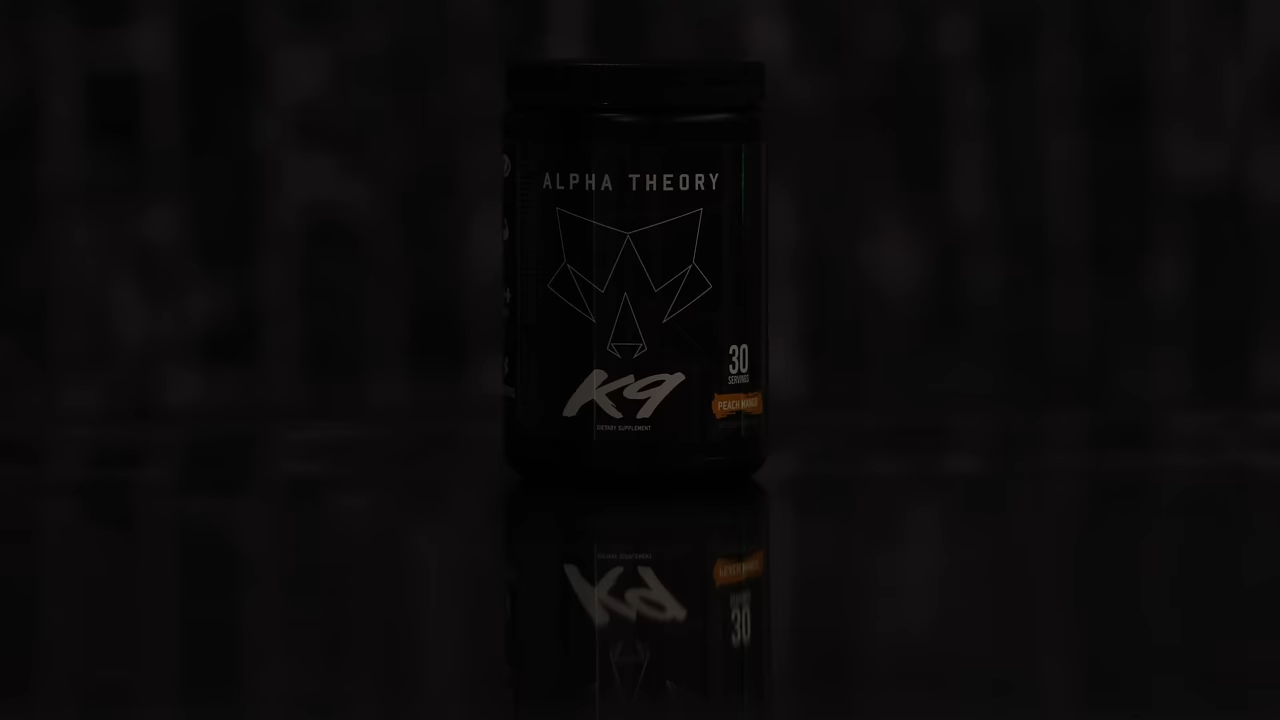 ALPHA THEORY
K9
DIETARY SUPPLEMENT
30
SERVINGS
PEACH MANGO